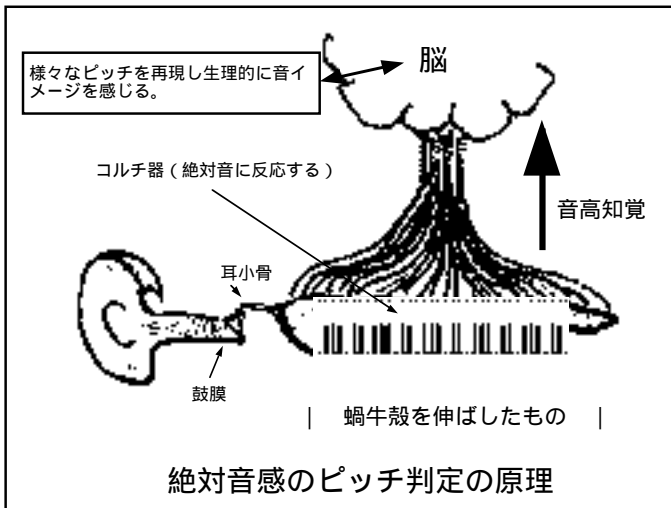 様々なピッチを再現し生理的に音イ
メージを感じる。
脳
コルチ器（絶対音に反応する）
音高知覚
耳小骨
鼓膜
| 蝸牛殻を伸ばしたもの |
絶対音感のピッチ判定の原理